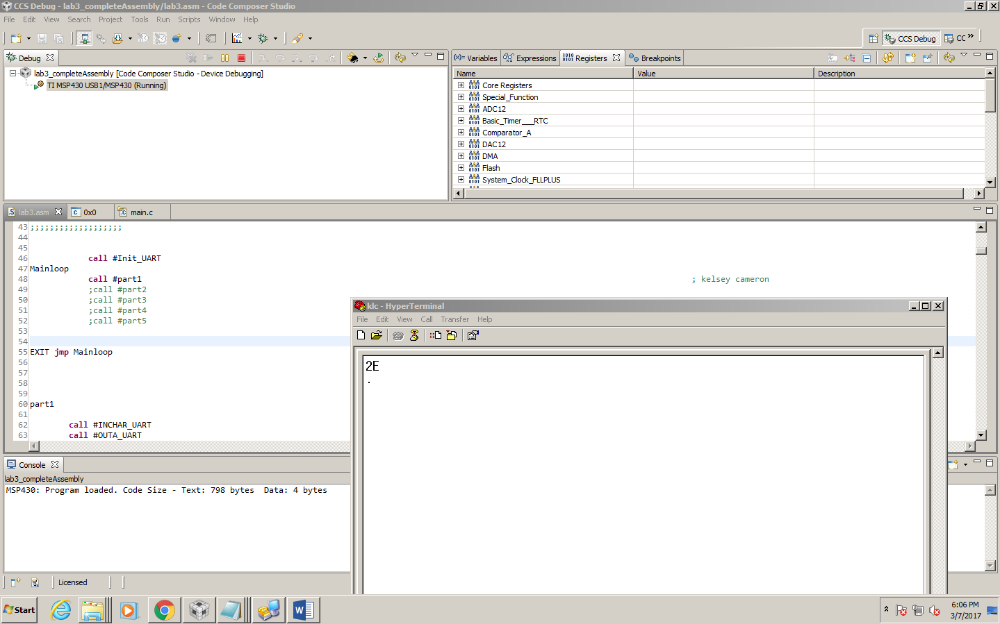 CCS Debug - lab3_completeAssembly/lab3.asm - Code Composer Studio
File Edit View Search Project Tools Run Scripts Window Help
CCS Debug CC »
Debug
lab3_completeAssembly [Code Composer Studio - Device Debugging]
TI MSP430 USB1/MSP430 (Running)
(x)= Variables Expressions Registers Breakpoints
Name Value Description
Core Registers
Special_Function
ADC12
Basic_Timer___RTC
Comparator_A
DAC12
DMA
Flash
System_Clock_FLLPLUS
lab3.asm 0x0 main.c
43 ;;;;;;;;;;;;;;;;;;;
44
45
46 call #Init_UART
47 Mainloop
48 call #part1 ; kelsey cameron
49 ;call #part2
50 ;call #part3
51 ;call #part4
52 ;call #part5
53
54
55 EXIT jmp Mainloop
56
57
58
59
60 part1
61
62 call #INCHAR_UART
63 call #OUTA_UART
klc - HyperTerminal
File Edit View Call Transfer Help
2E
.
Console
lab3_completeAssembly
MSP430: Program loaded. Code Size - Text: 798 bytes Data: 4 bytes
Licensed
Start
6:06 PM
3/7/2017